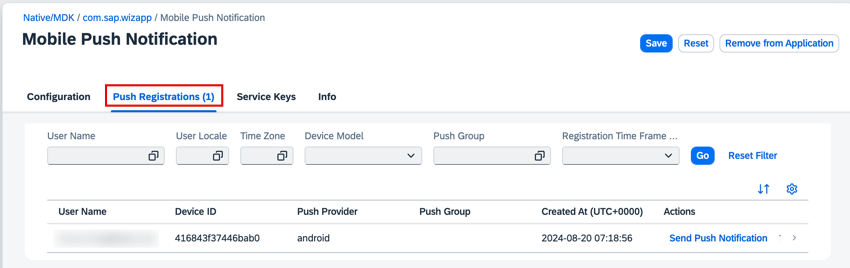 Native/MDK / com.sap.wizapp / Mobile Push Notification
Mobile Push Notification
Save Reset Remove from Application
Configuration Push Registrations (1) Service Keys Info
User Name User Locale Time Zone Device Model Push Group Registration Time Frame ...
Go Reset Filter
User Name Device ID Push Provider Push Group Created At (UTC+0000) Actions
416843f37446bab0 android 2024-08-20 07:18:56 Send Push Notification